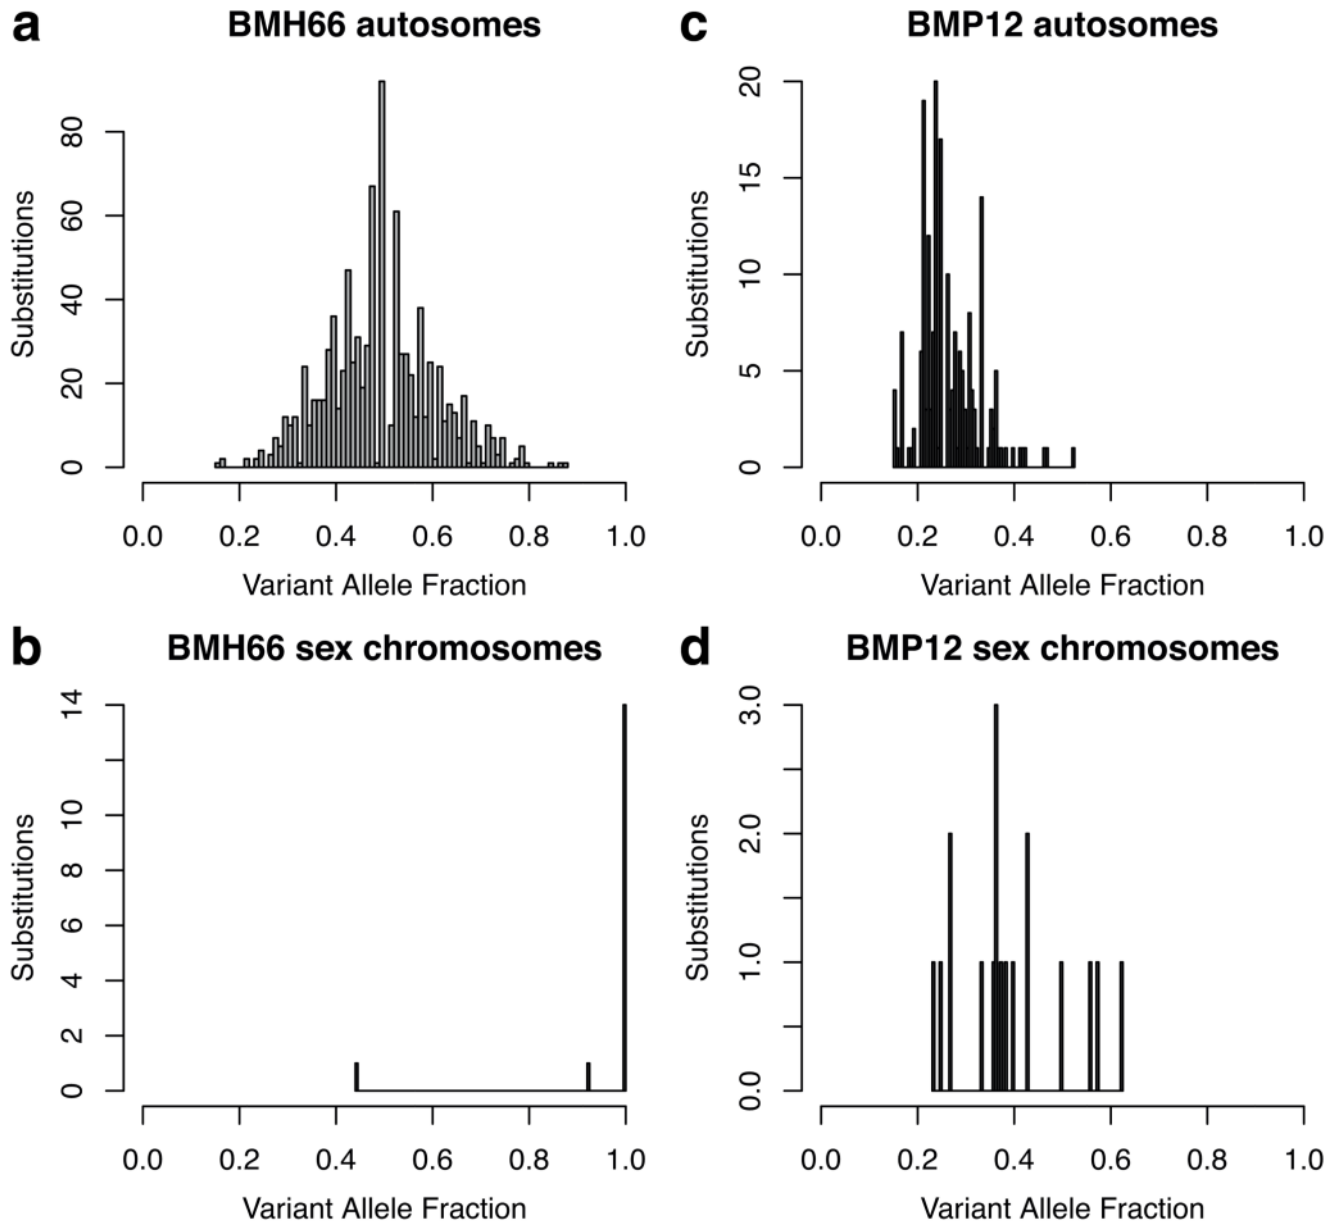 a BMH66 autosomes
Substitutions
0 20 40 60 80
0.0 0.2 0.4 0.6 0.8 1.0
Variant Allele Fraction
c BMP12 autosomes
Substitutions
0 5 10 15 20
0.0 0.2 0.4 0.6 0.8 1.0
Variant Allele Fraction
b BMH66 sex chromosomes
Substitutions
0 2 4 6 8 10 14
0.0 0.2 0.4 0.6 0.8 1.0
Variant Allele Fraction
d BMP12 sex chromosomes
Substitutions
0.0 1.0 2.0 3.0
0.0 0.2 0.4 0.6 0.8 1.0
Variant Allele Fraction